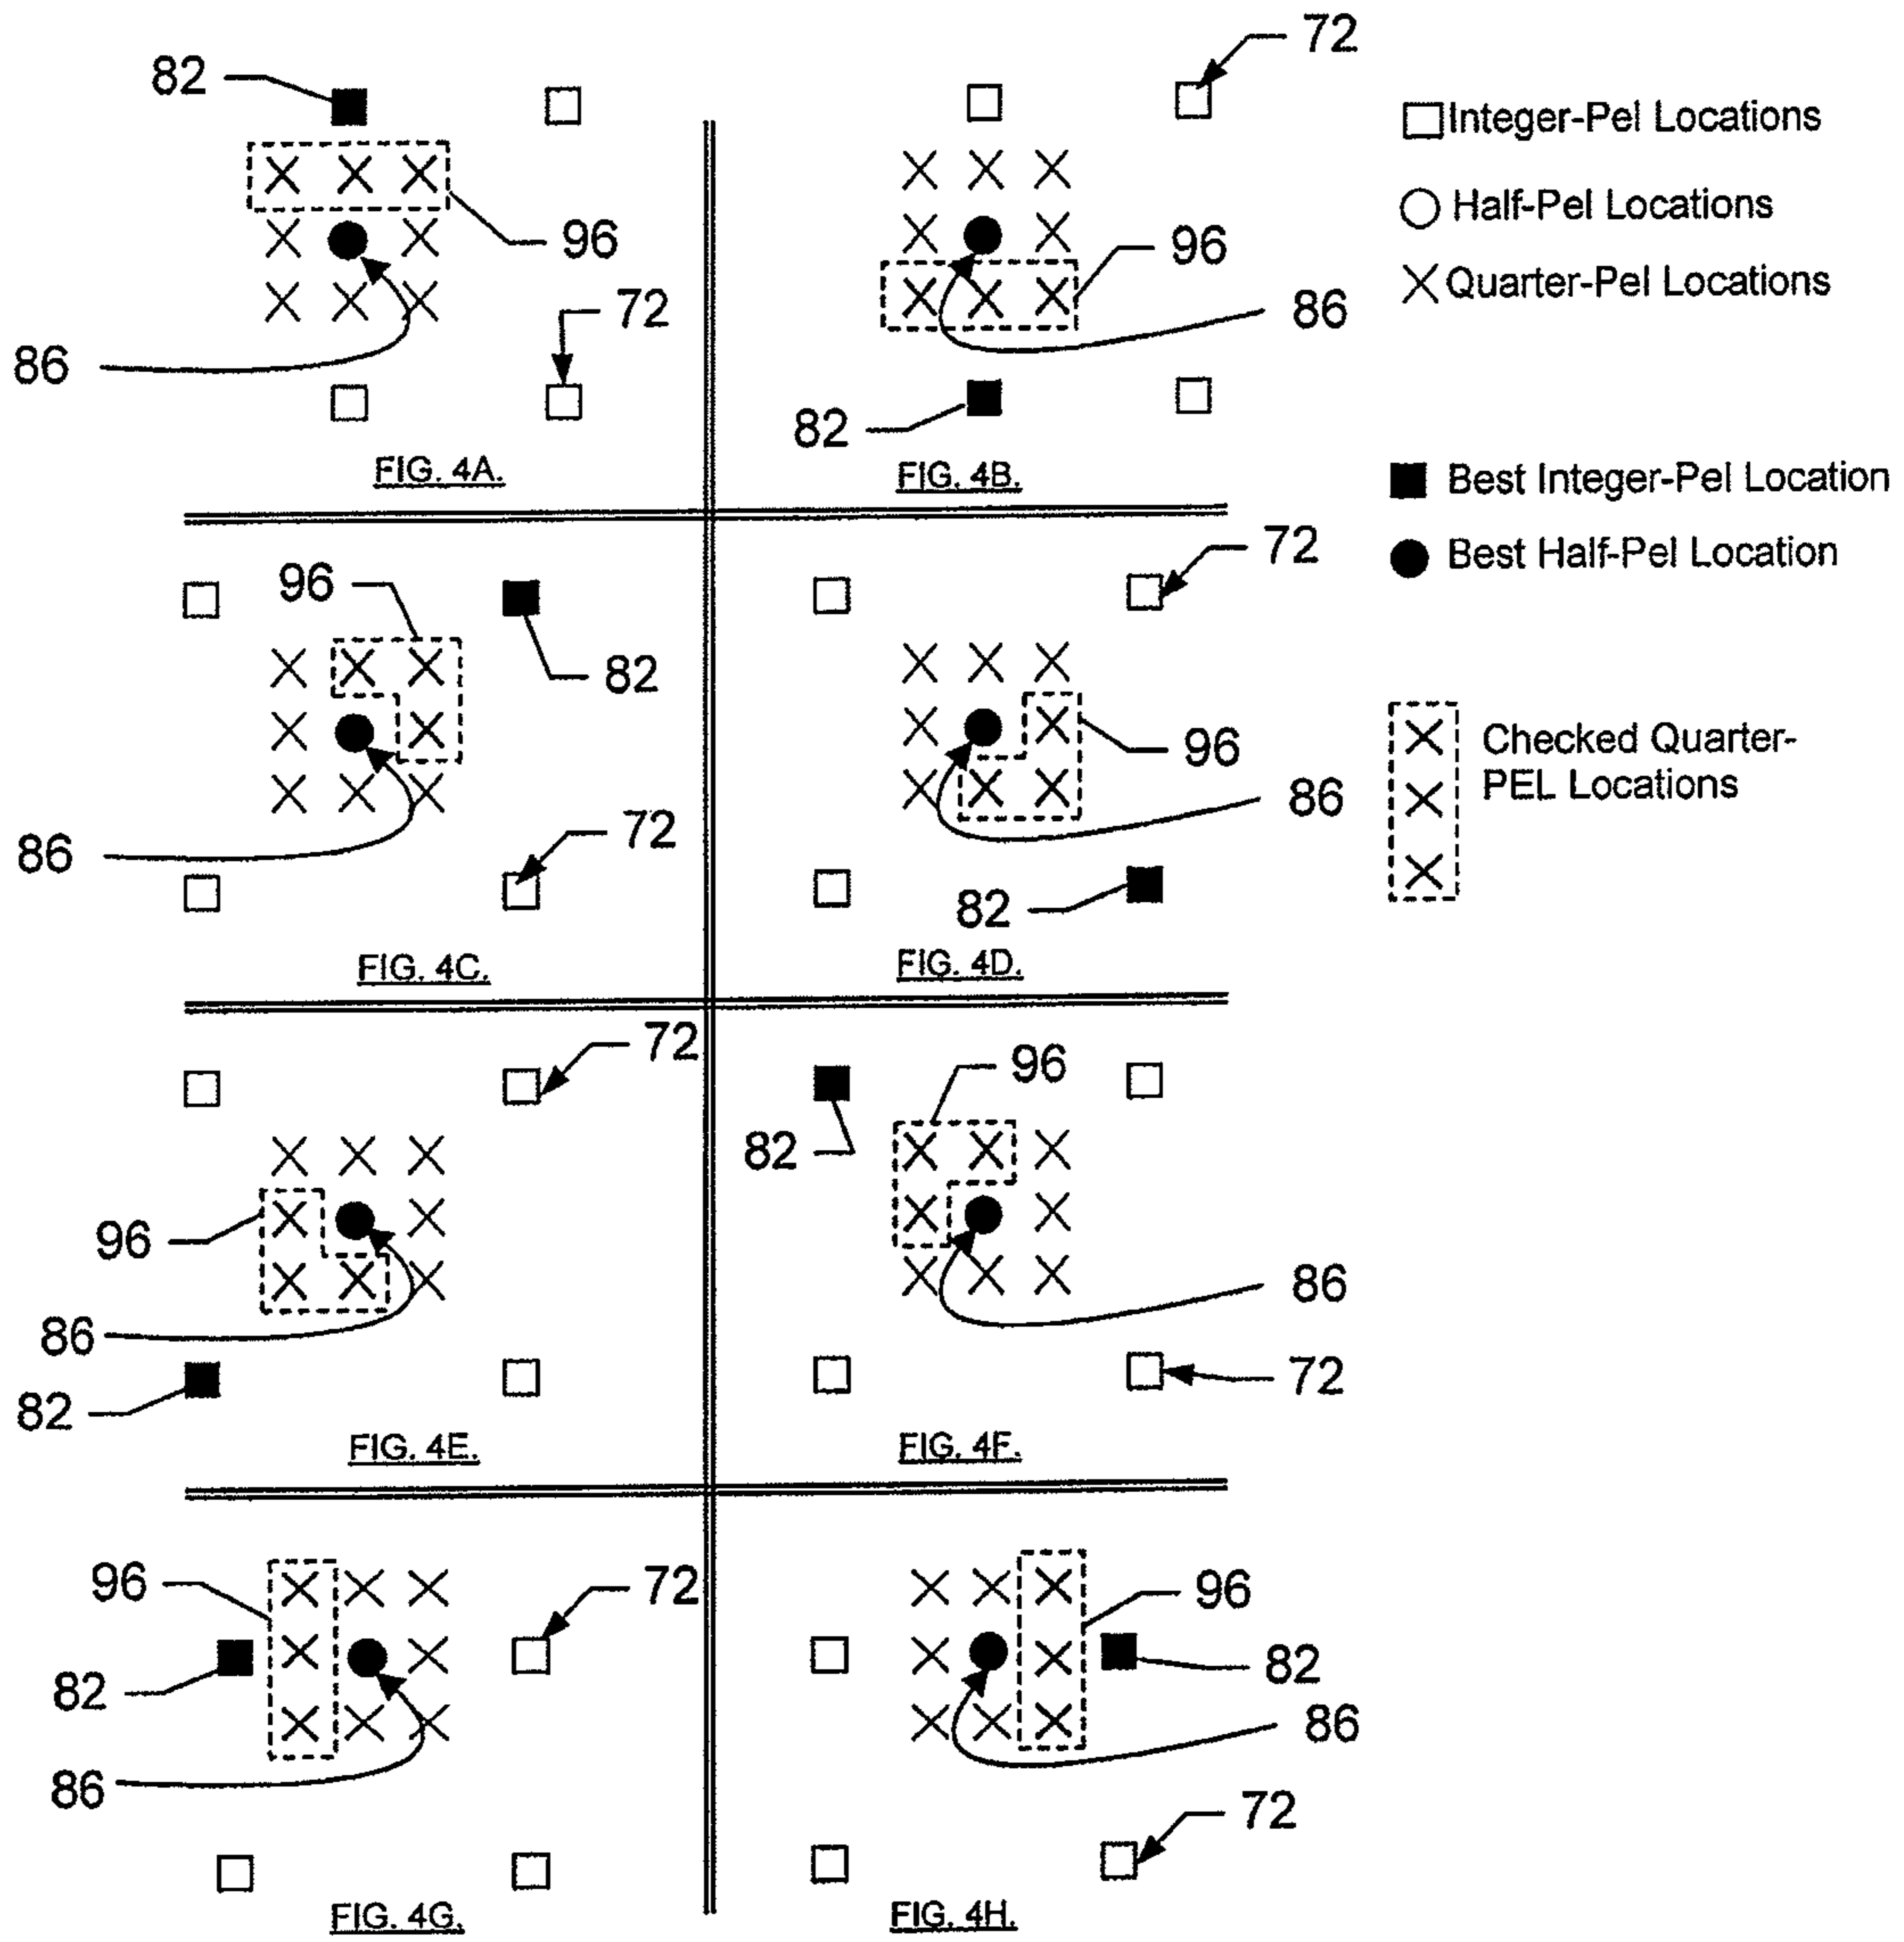 82
96
72
86
FIG. 4A.
72
96
86
82
FIG. 4B.
Integer-Pel Locations
Half-Pel Locations
Quarter-Pel Locations
Best Integer-Pel Location
Best Half-Pel Location
Checked Quarter-
PEL Locations
96
82
72
86
FIG. 4C.
72
96
86
82
FIG. 4D.
72
96
86
82
FIG. 4E.
96
82
86
72
FIG. 4F.
96
72
82
86
FIG. 4G.
96
82
86
72
FIG. 4H.